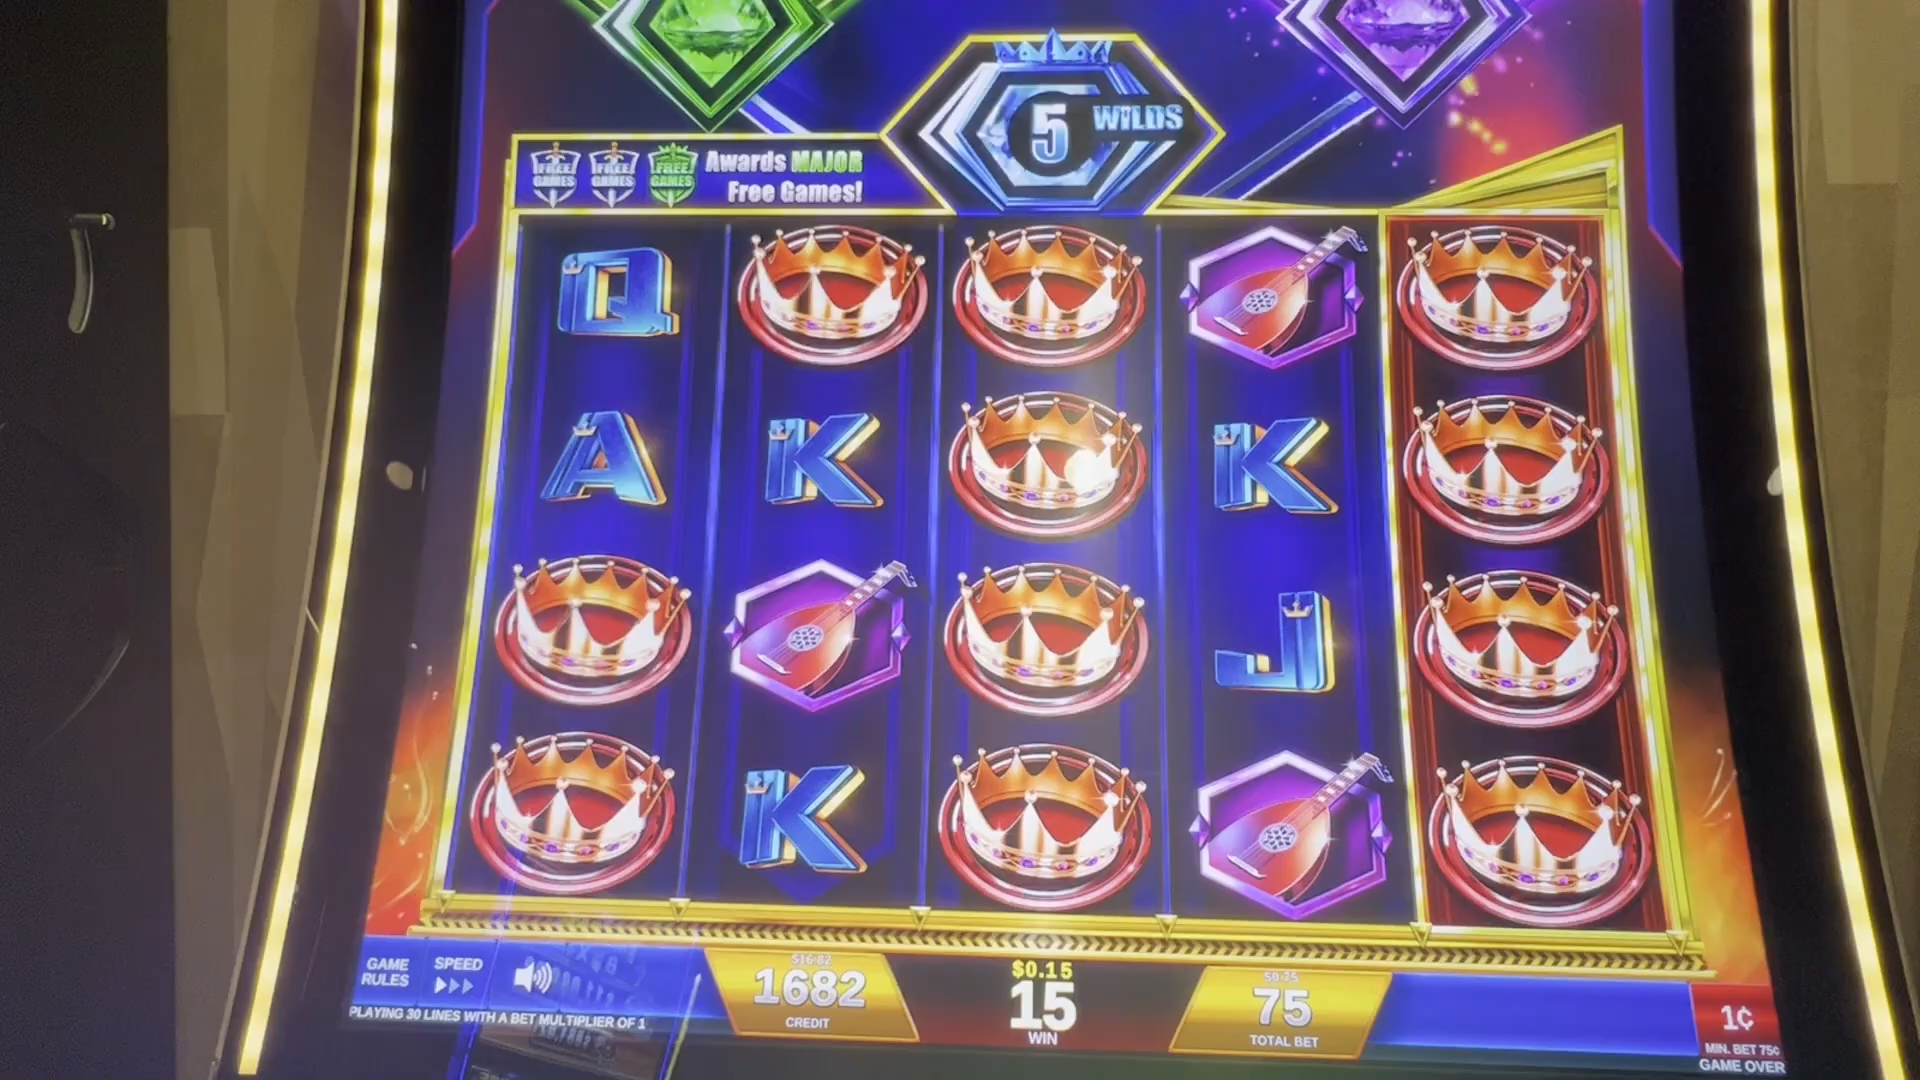 5 WILDS
FREE GAMES FREE GAMES FREE GAMES Awards MAJOR
Free Games!
Q
A K K
J
K
GAME RULES
SPEED
$16.82
1682
CREDIT
$0.15
15
WIN
$0.75
75
TOTAL BET
1¢
MIN. BET 75¢
GAME OVER
PLAYING 30 LINES WITH A BET MULTIPLIER OF 1